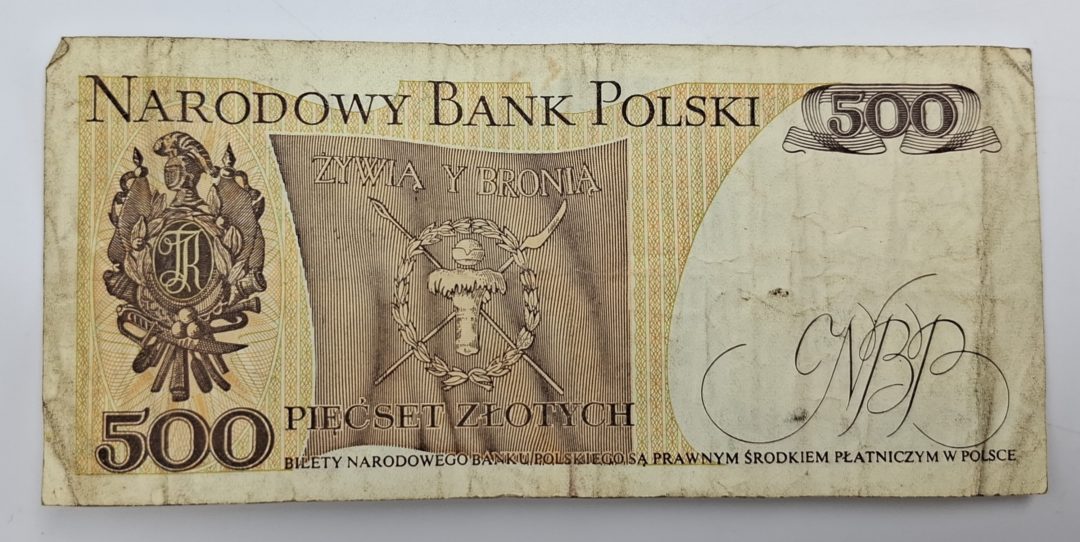 NARODOWY BANK POLSKI
500
ŻYWIĄ Y BRONIĄ
TK
NBP
500
PIĘĆSET ZŁOTYCH
BILETY NARODOWEGO BANKU POLSKIEGO SĄ PRAWNYM ŚRODKIEM PŁATNICZYM W POLSCE